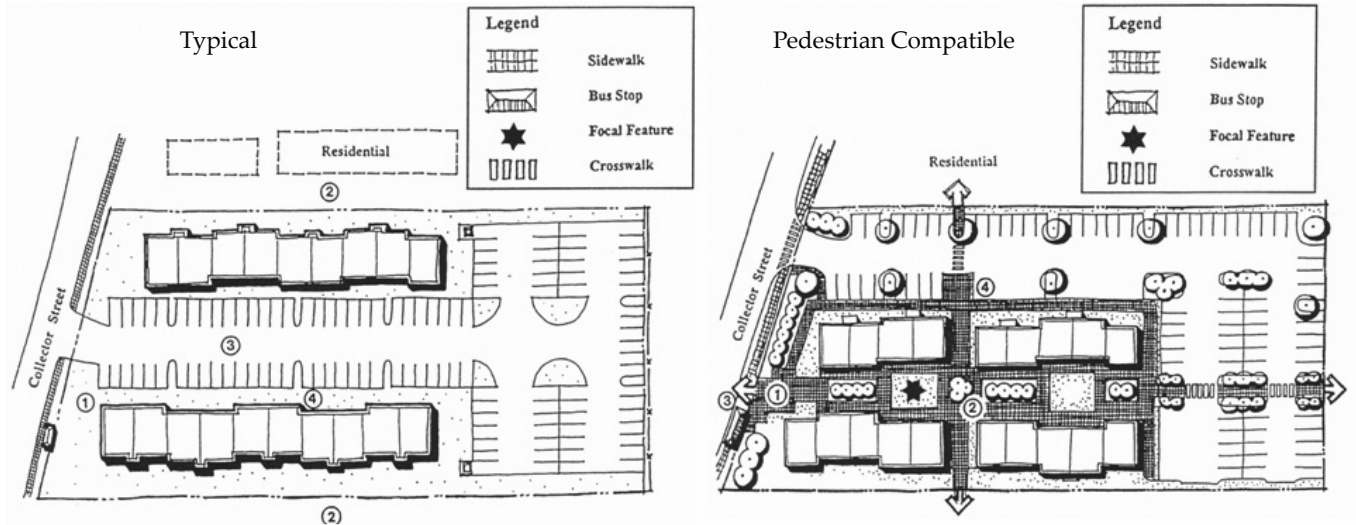 Typical
Legend
Sidewalk
Bus Stop
Focal Feature
Crosswalk
Residential
②
Collector Street
③
①
④
②
Pedestrian Compatible
Legend
Sidewalk
Bus Stop
Focal Feature
Crosswalk
Residential
Collector Street
④
③
①
②